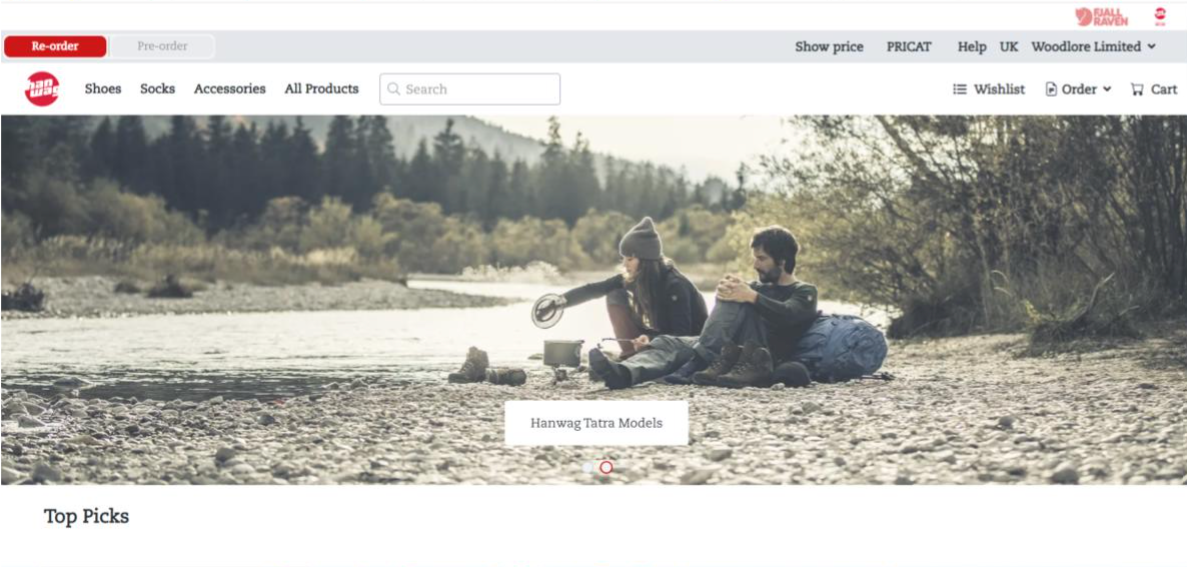 FJÄLL
RÄVEN
Re-order
Pre-order
Show price
PRICAT
Help
UK
Woodlore Limited
han
wag
Shoes
Socks
Accessories
All Products
Search
Wishlist
Order
Cart
Hanwag Tatra Models
Top Picks